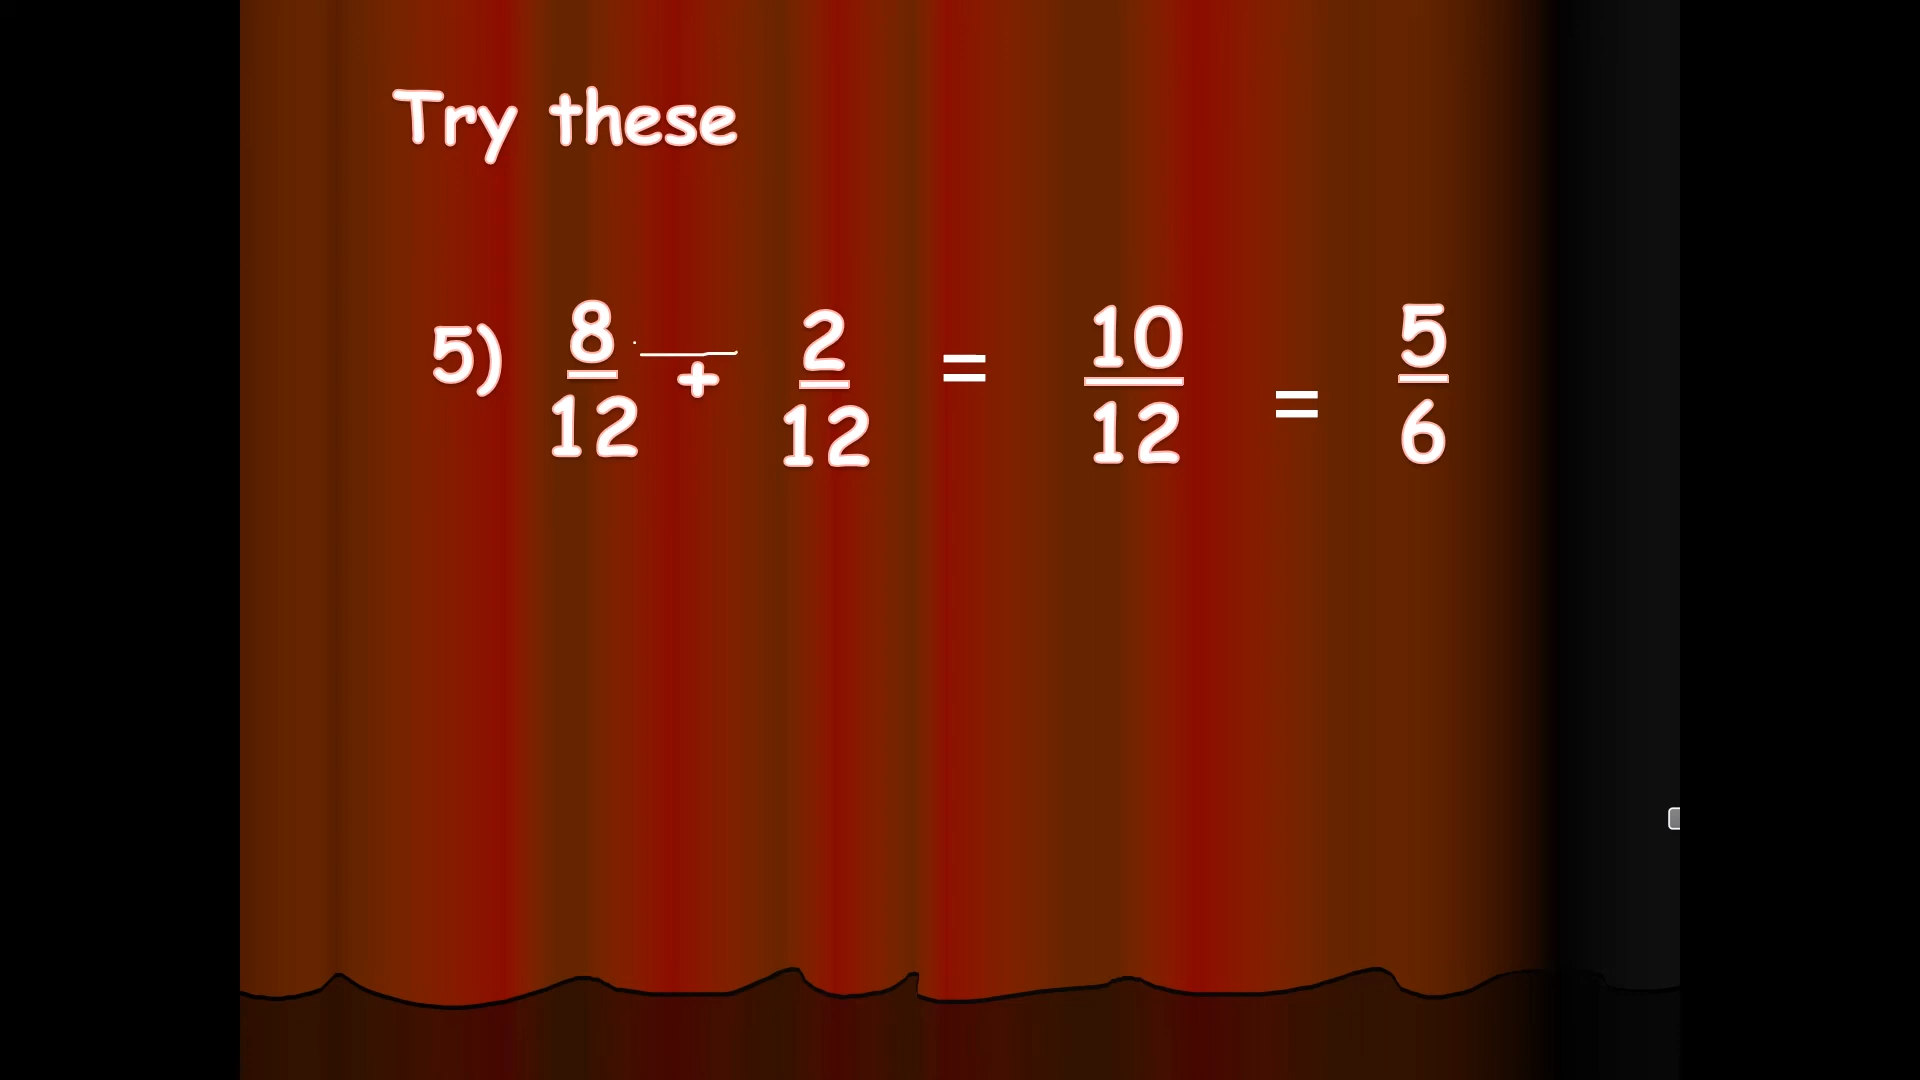 Try these
5) 8/12 + 2/12 = 10/12 = 5/6